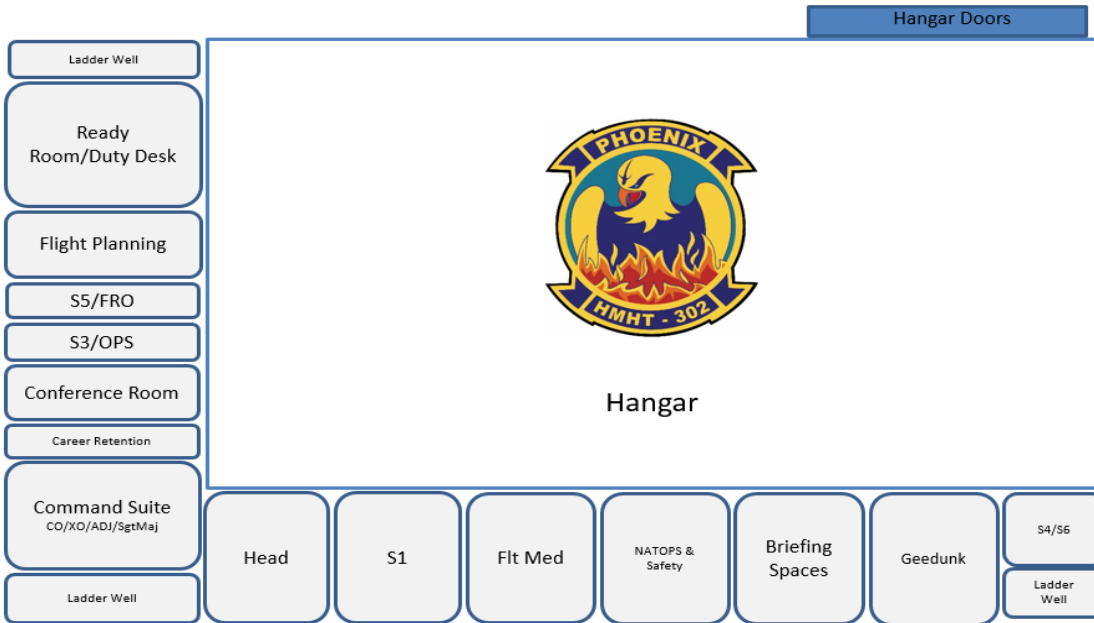 Hangar Doors
Ladder Well
Ready
Room/Duty Desk
Flight Planning
S5/FRO
S3/OPS
Conference Room
Career Retention
Command Suite
CO/XO/ADJ/SgtMaj
Ladder Well
PHOENIX
HMHT - 302
Hangar
Head
S1
Flt Med
NATOPS &
Safety
Briefing
Spaces
Geedunk
S4/S6
Ladder
Well